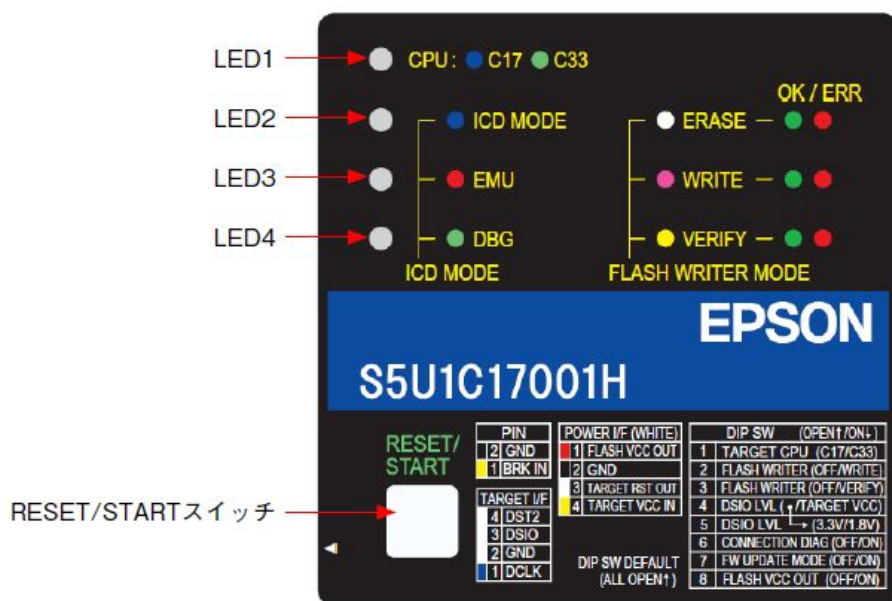 LED1
CPU: C17 C33
OK / ERR
LED2
ICD MODE
ERASE
LED3
EMU
WRITE
LED4
DBG
VERIFY
ICD MODE
FLASH WRITER MODE
EPSON
S5U1C17001H
RESET/
START
RESET/STARTスイッチ
PIN
2 GND
1 BRK IN
TARGET I/F
4 DST2
3 DSIO
2 GND
1 DCLK
POWER I/F (WHITE)
1 FLASH VCC OUT
2 GND
3 TARGET RST OUT
4 TARGET VCC IN
DIP SW DEFAULT
(ALL OPEN↑)
DIP SW (OPEN↑/ON↓)
1 TARGET CPU (C17/C33)
2 FLASH WRITER (OFF/WRITE)
3 FLASH WRITER (OFF/VERIFY)
4 DSIO LVL ( /TARGET VCC)
5 DSIO LVL (3.3V/1.8V)
6 CONNECTION DIAG (OFF/ON)
7 FW UPDATE MODE (OFF/ON)
8 FLASH VCC OUT (OFF/ON)